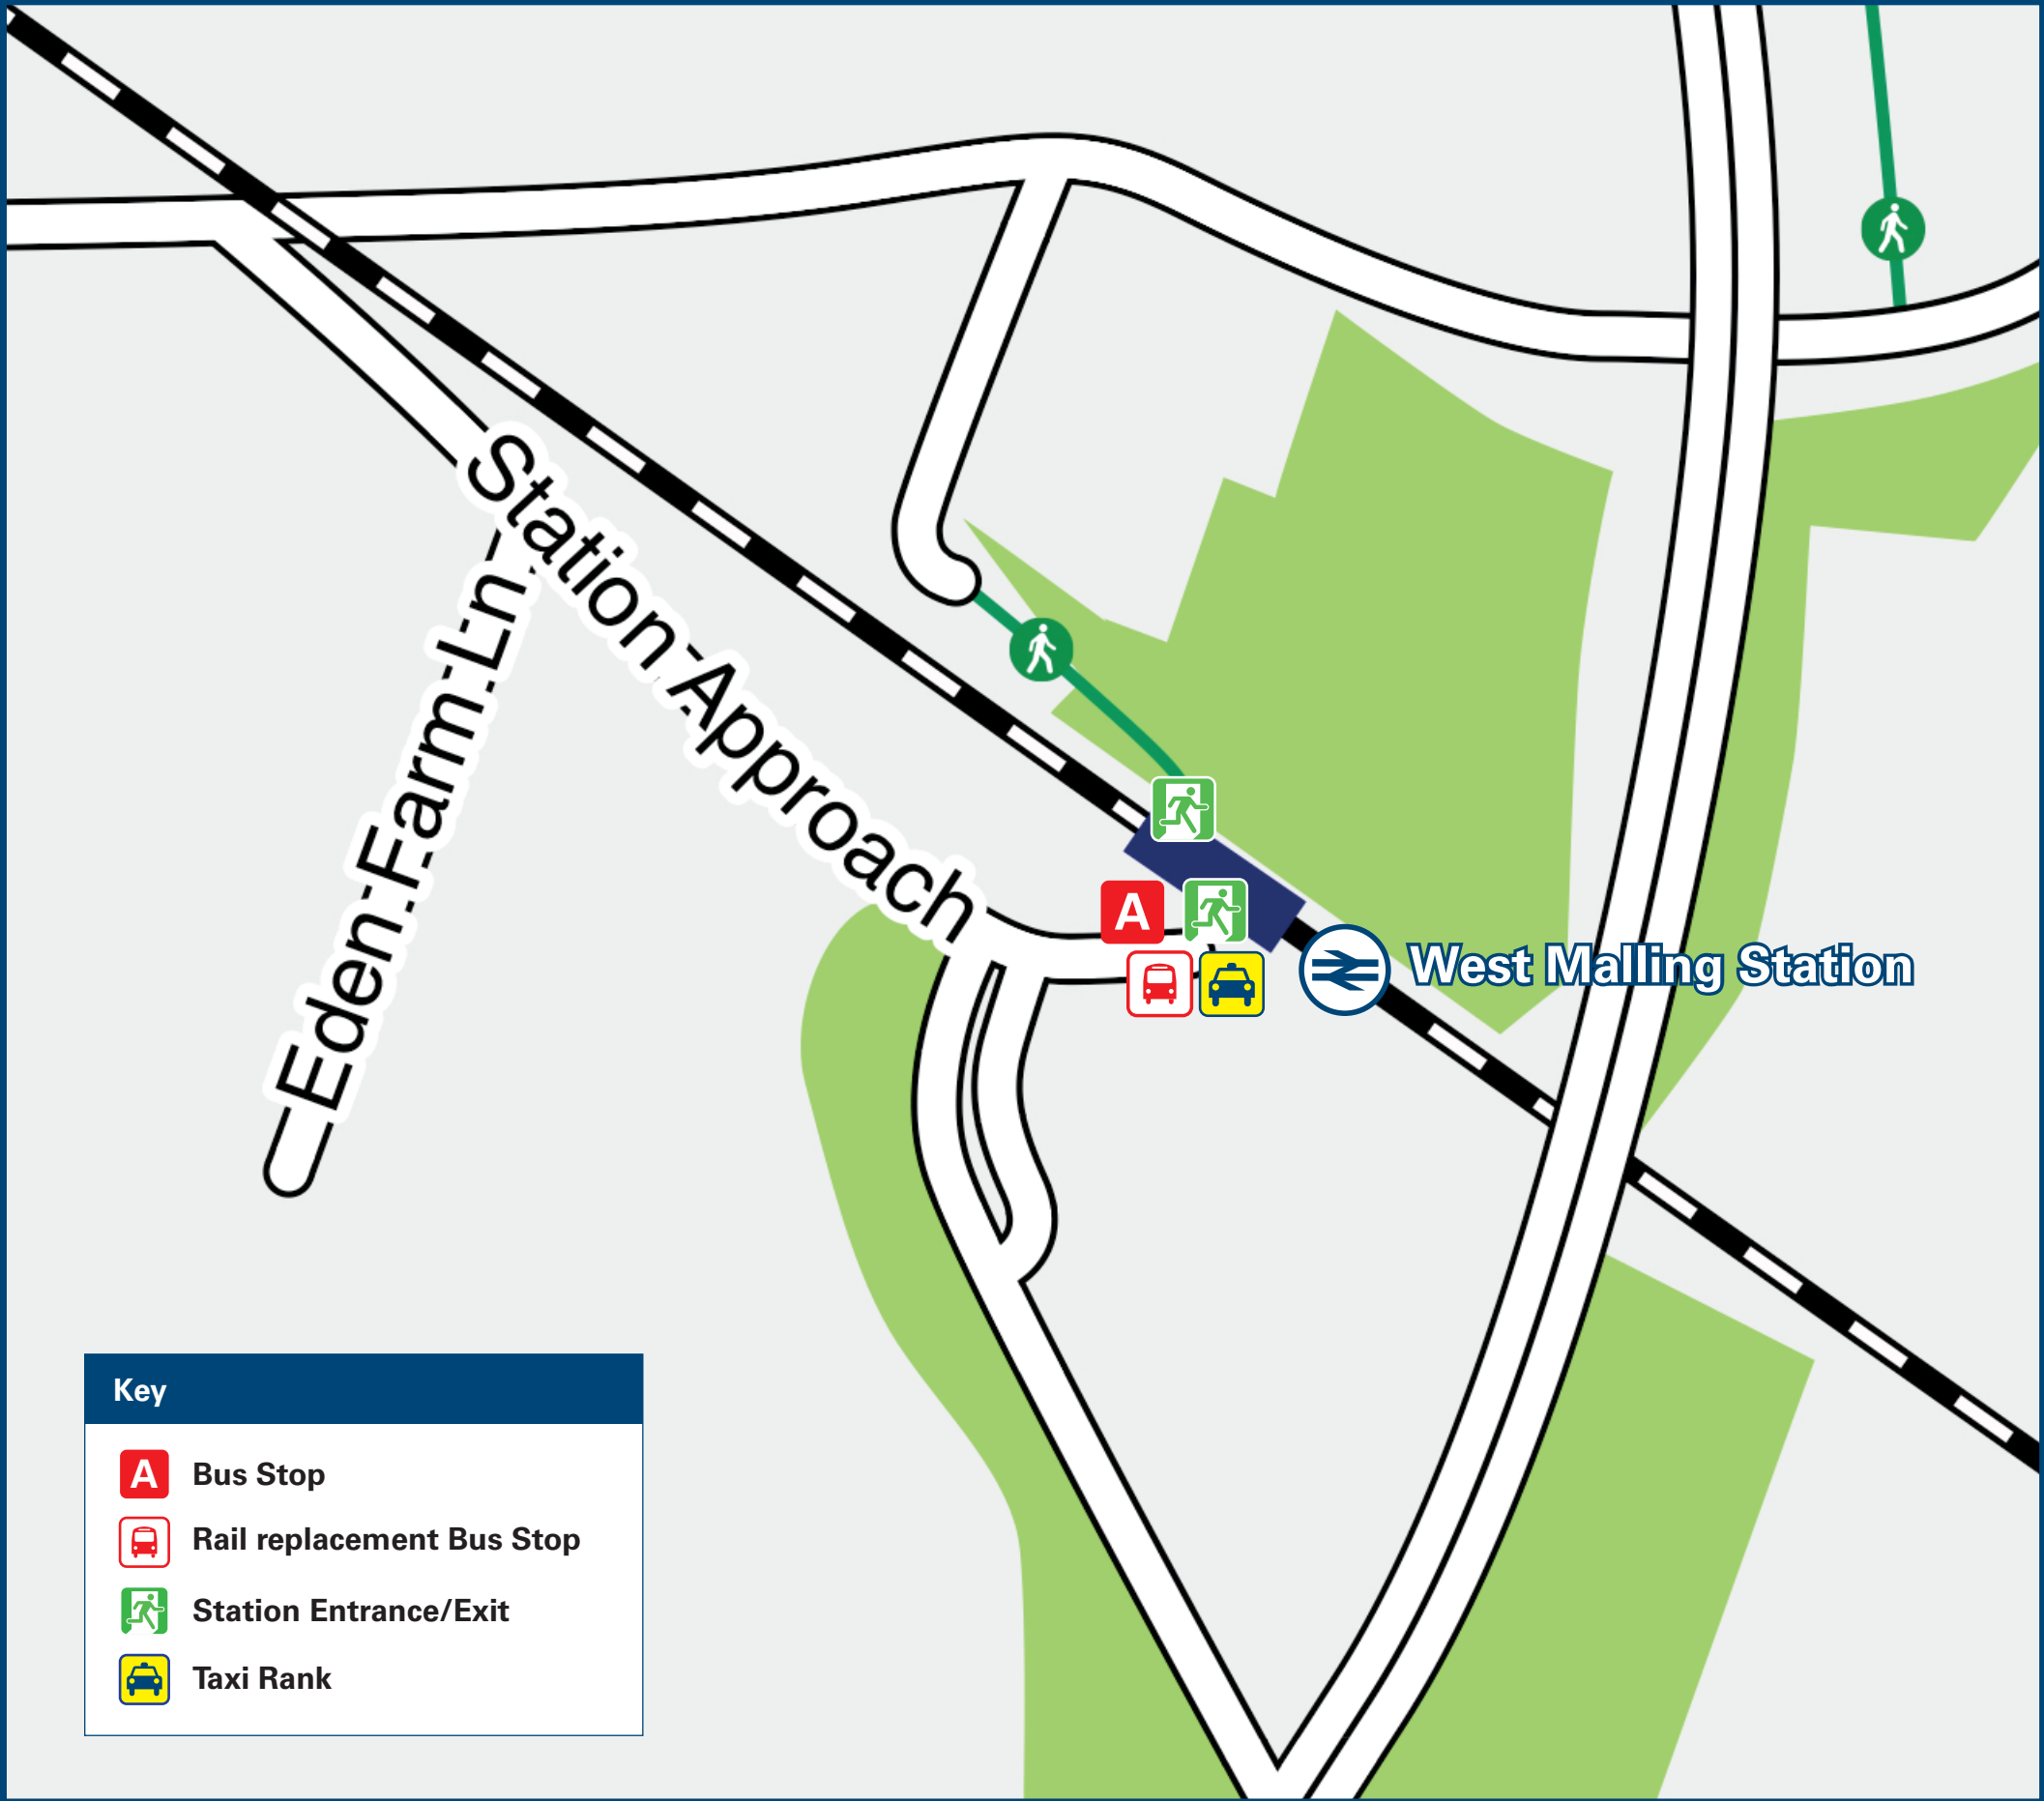 Station Approach
Eden Farm Ln
A
West Malling Station
Key
A Bus Stop
Rail replacement Bus Stop
Station Entrance/Exit
Taxi Rank